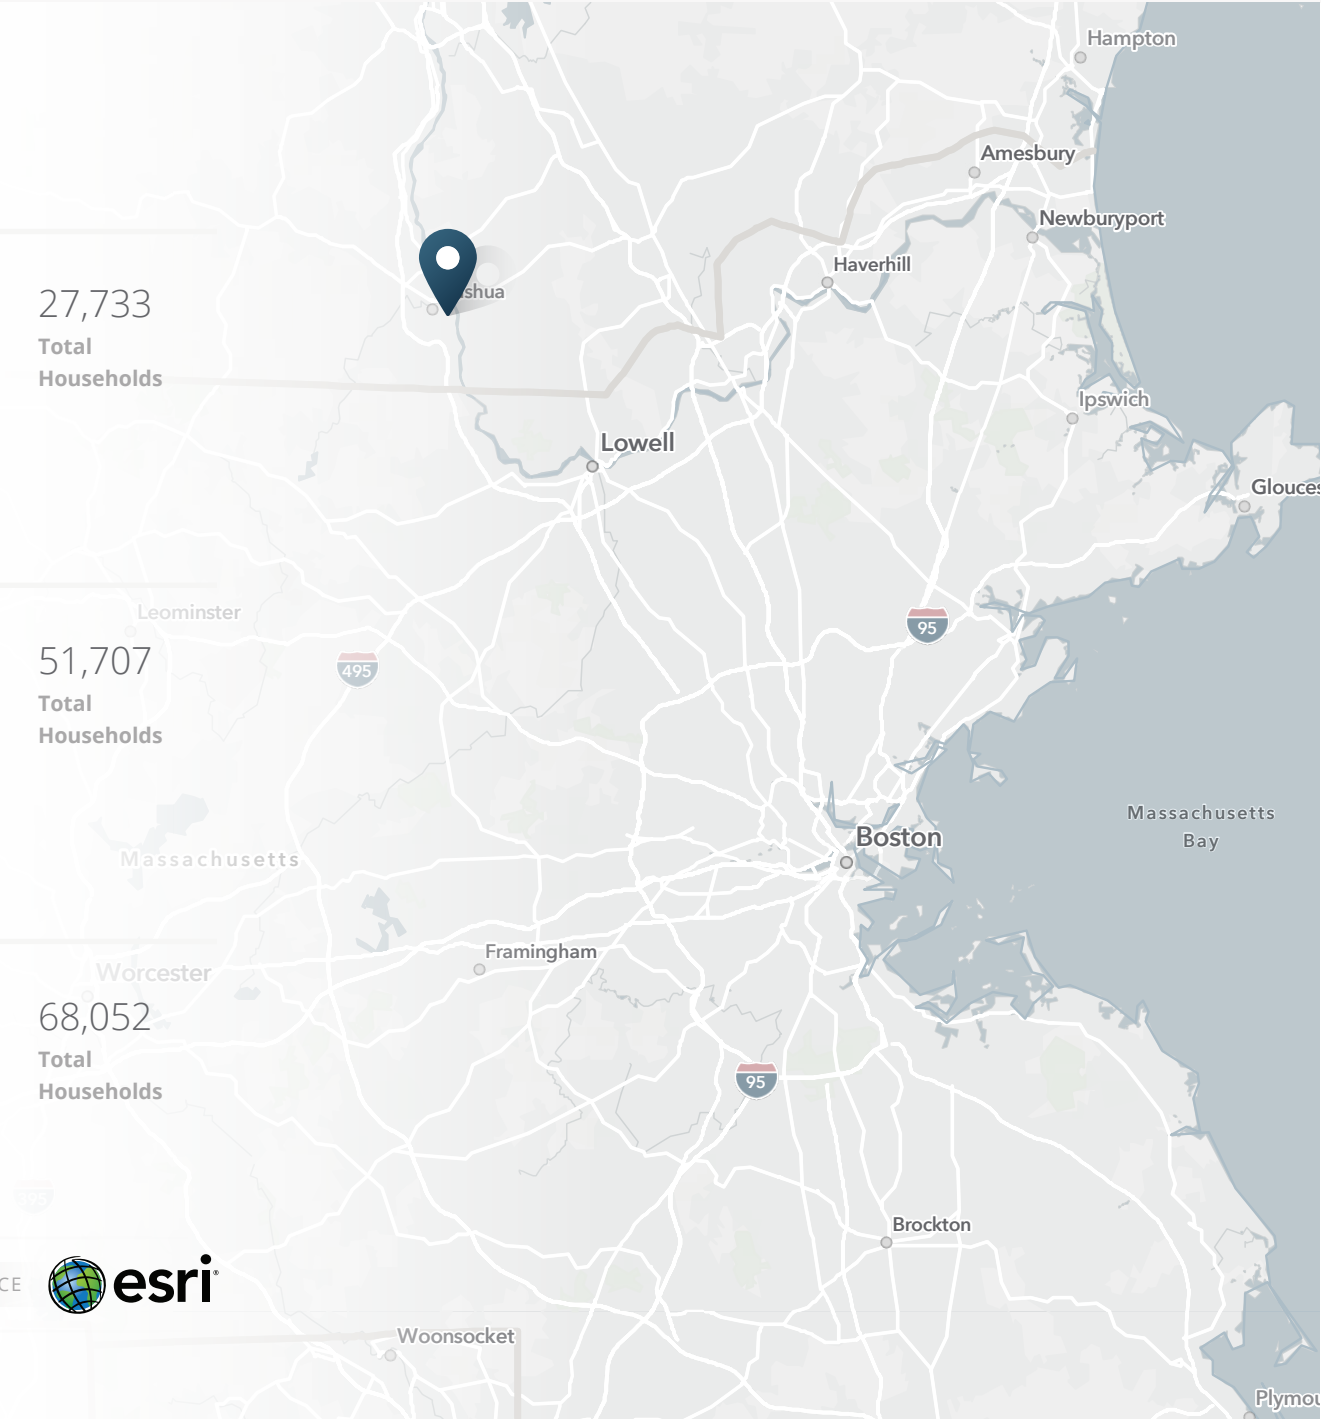 Hampton
Amesbury
Newburyport
Haverhill
shua
27,733
Total
Households
Ipswich
Lowell
Glouces
Leominster
95
495
51,707
Total
Households
Massachusetts
Bay
Boston
Massachusetts
Framingham
Worcester
68,052
Total
Households
95
Brockton
CE
esri
Woonsocket
Plymou